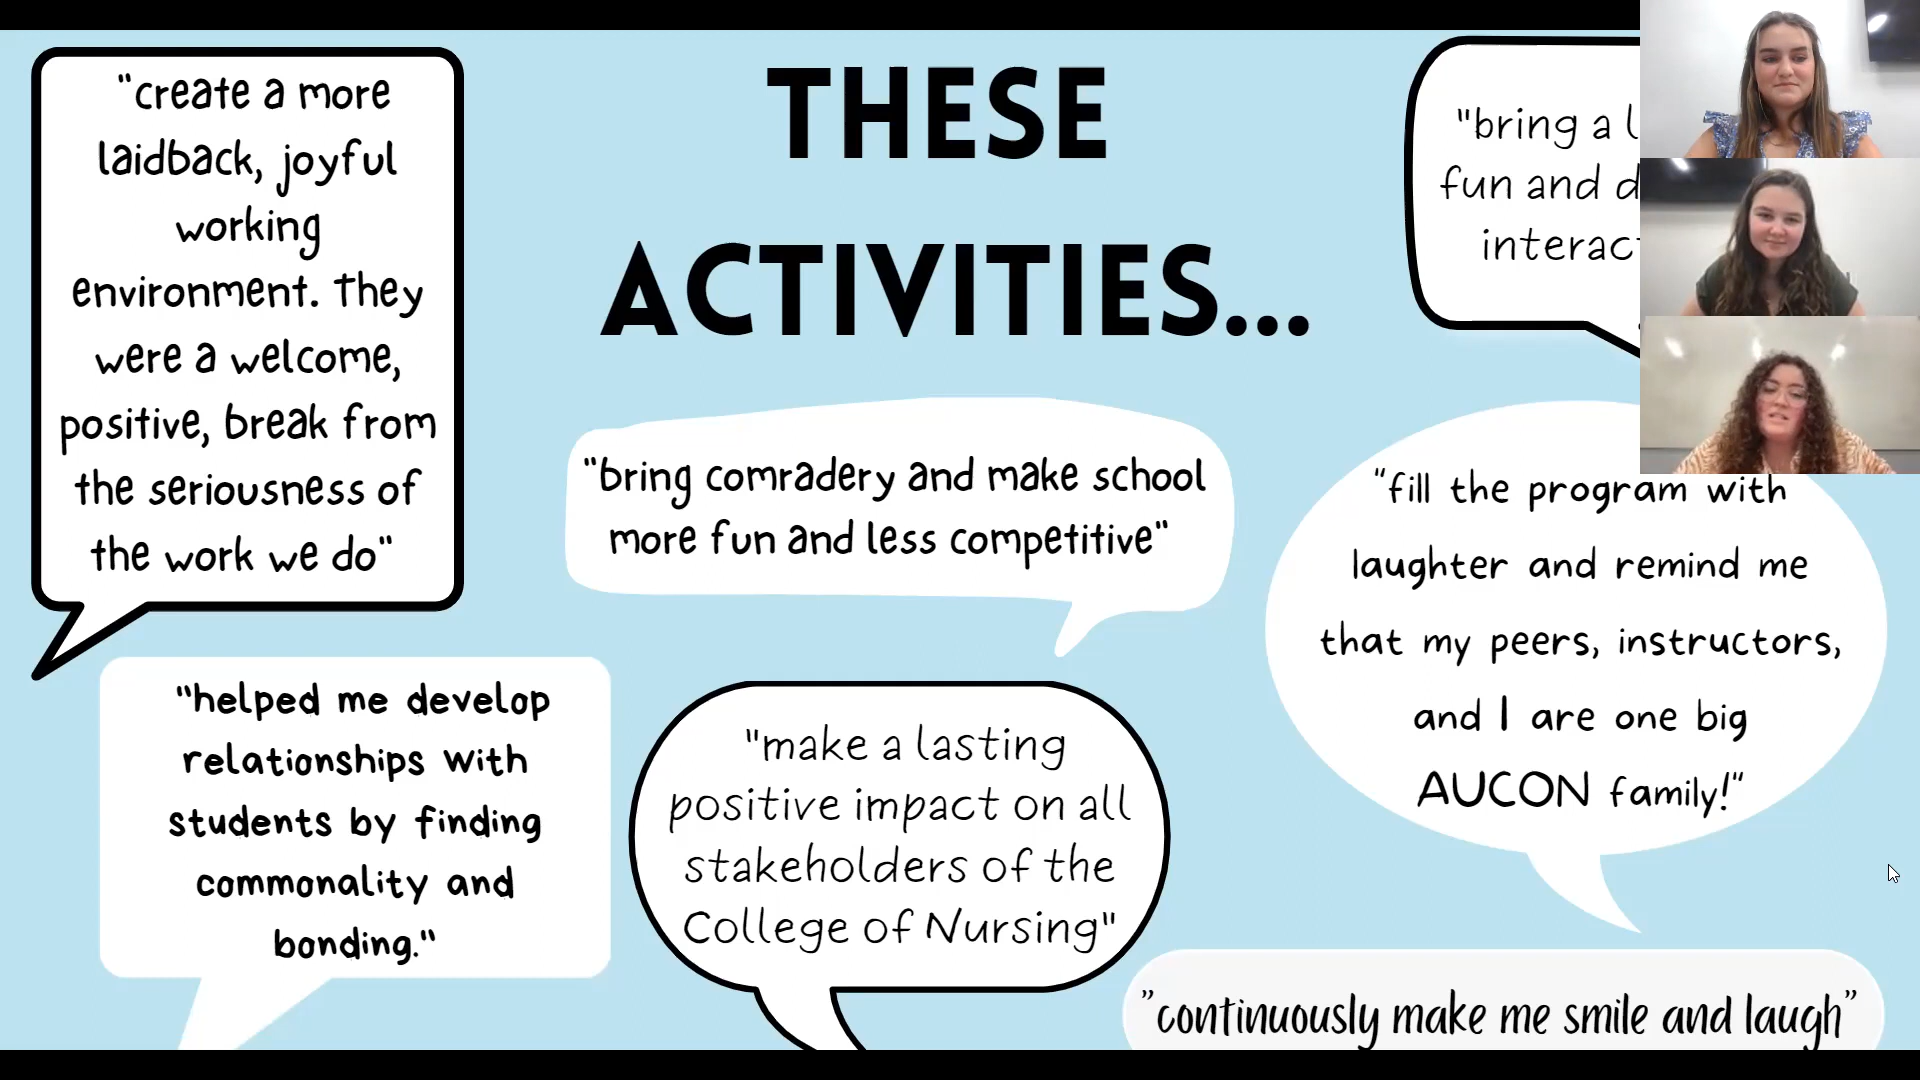 "create a more
laidback, joyful
working
environment. They
were a welcome,
positive, break from
the seriousness of
the work we do"
THESE
ACTIVITIES...
"bring a
fun and
"bring comradery and make school
more fun and less competitive"
"fill the program with
laughter and remind me
that my peers, instructors,
and I are one big
AUCON family!"
"helped me develop
relationships with
students by finding
commonality and
bonding."
"make a lasting
positive impact on all
stakeholders of the
College of Nursing"
"continuously make me smile and laugh"